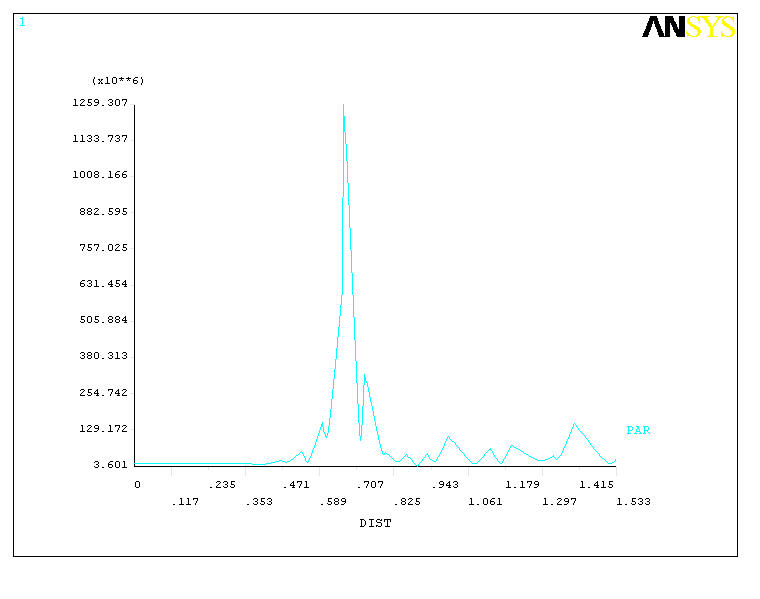 1
ANSYS
(x10**6)
1259.307
1133.737
1008.166
882.595
757.025
631.454
505.884
380.313
254.742
129.172
3.601
PAR
0 .235 .471 .707 .943 1.179 1.415
.117 .353 .589 .825 1.061 1.297 1.533
DIST